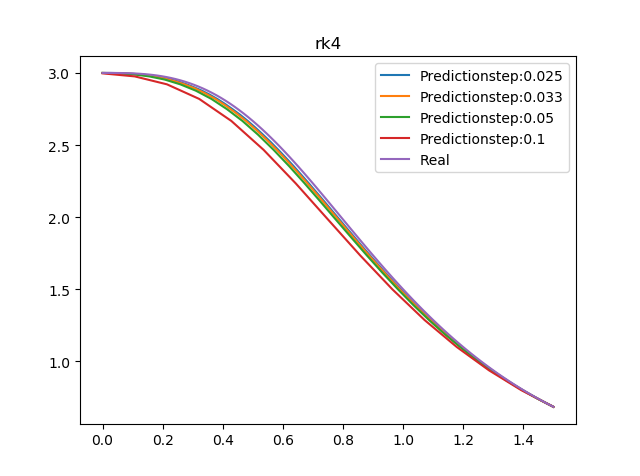 rk4
Predictionstep:0.025
Predictionstep:0.033
Predictionstep:0.05
Predictionstep:0.1
Real
3.0
2.5
2.0
1.5
1.0
0.0 0.2 0.4 0.6 0.8 1.0 1.2 1.4